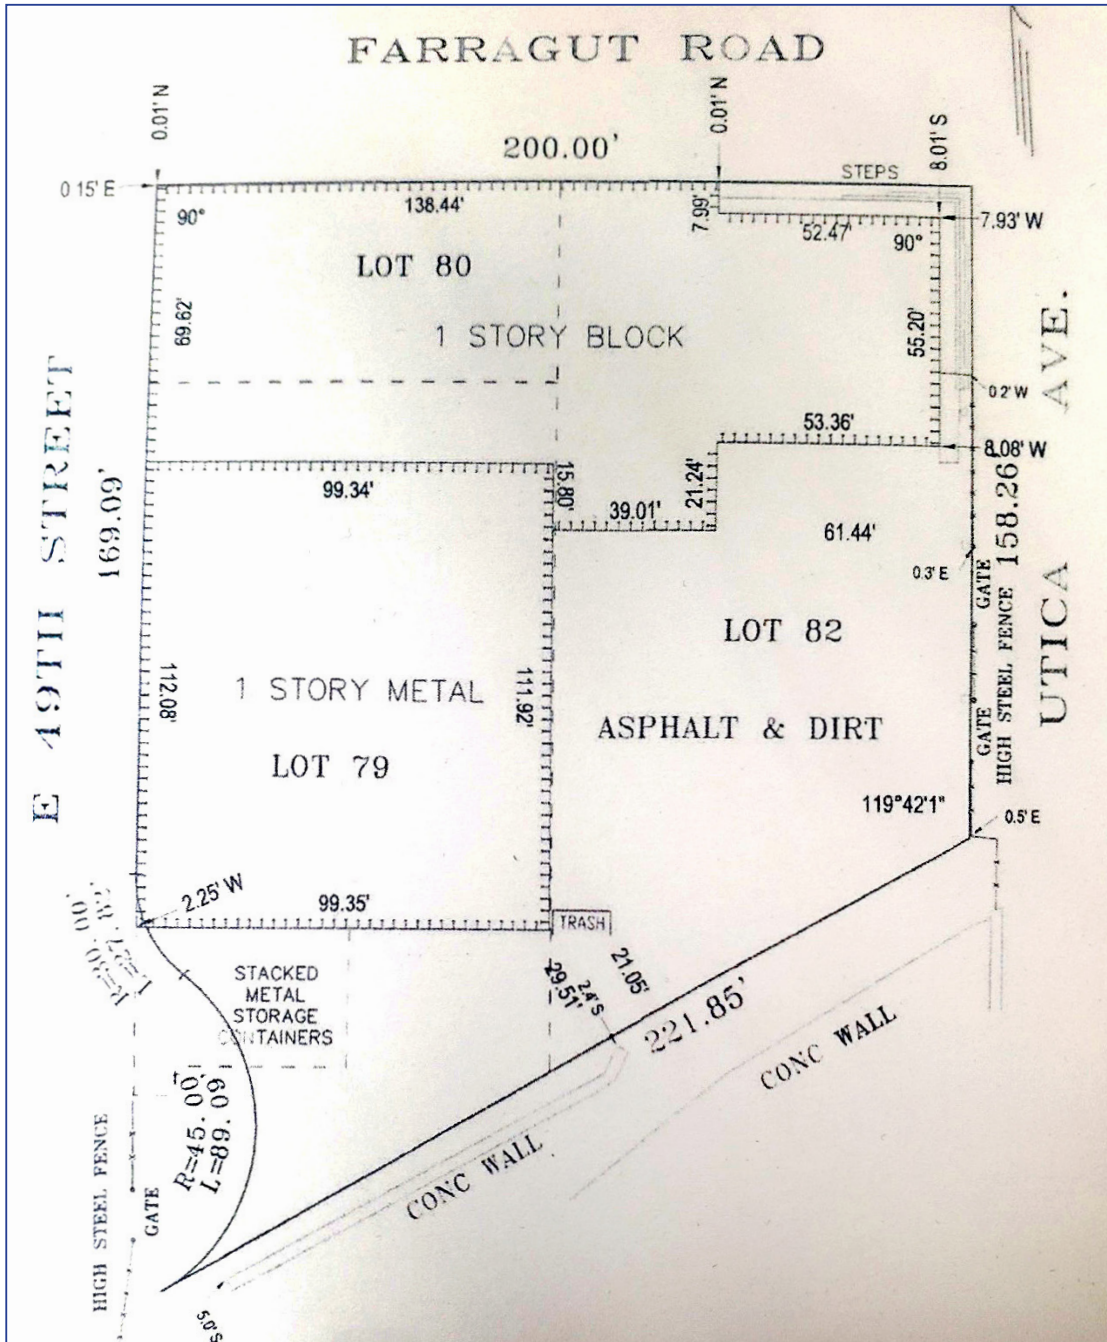 FARRAGUT ROAD
0.01' N
0.01' N
8.01' S
200.00'
STEPS
0.15' E
138.44'
90°
7.99'
52.47'
90°
7.93' W
LOT 80
69.62'
1 STORY BLOCK
55.20'
UTICA AVE.
0.2' W
53.36'
8.08' W
E 49TH STREET
169.09'
99.34'
15.80'
39.01'
21.24'
61.44'
158.26'
0.3' E
GATE
LOT 82
HIGH STEEL FENCE
112.08'
1 STORY METAL
111.92'
ASPHALT & DIRT
GATE
LOT 79
119°42'1"
0.5' E
2.25' W
99.35'
TRASH
R=30.00'
STACKED
METAL
STORAGE
CONTAINERS
29.51'
2.4' S
21.05'
221.85'
CONC WALL
R=45.00'
L=89.09'
CONC WALL
HIGH STEEL FENCE
GATE
5.0' S